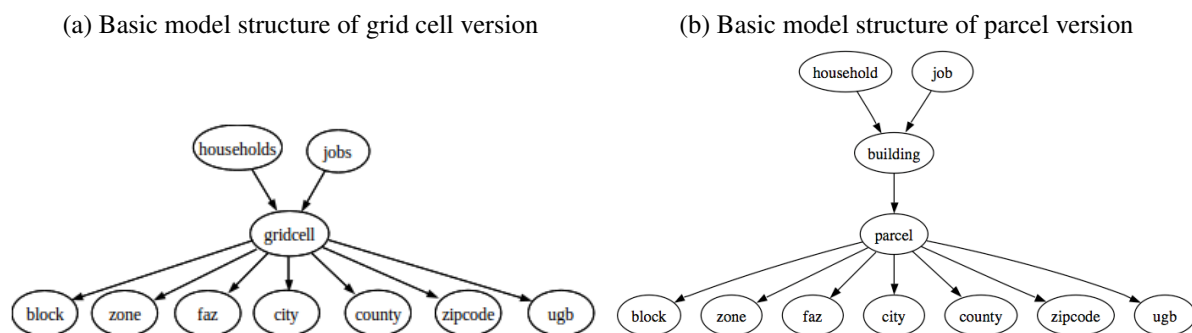 (a) Basic model structure of grid cell version
households jobs
gridcell
block zone faz city county zipcode ugb
(b) Basic model structure of parcel version
household job
building
parcel
block zone faz city county zipcode ugb